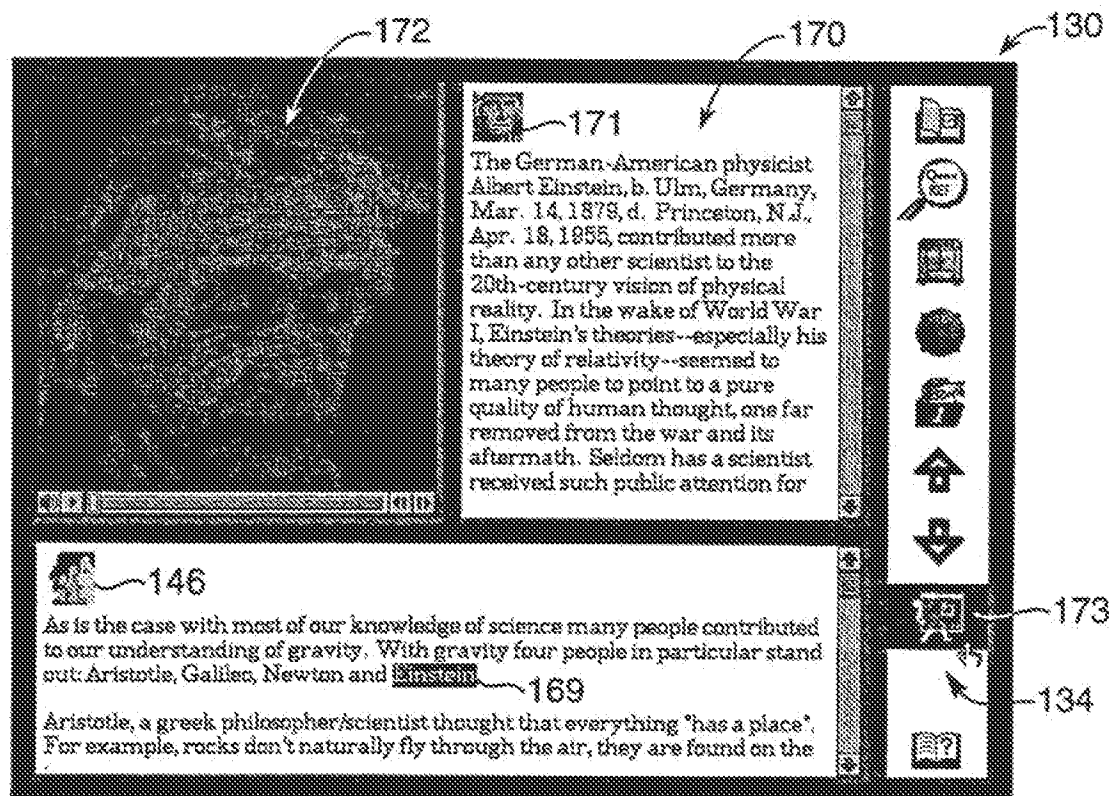 172
170
130
171
The German-American physicist
Albert Einstein, b. Ulm, Germany,
Mar. 14, 1879, d. Princeton, N.J.,
Apr. 18, 1955, contributed more
than any other scientist to the
20th-century vision of physical
reality. In the wake of World War
I, Einstein's theories--especially his
theory of relativity--seemed to
many people to point to a pure
quality of human thought, one far
removed from the war and its
aftermath. Seldom has a scientist
received such public attention for
146
As is the case with most of our knowledge of science many people contributed
to our understanding of gravity. With gravity four people in particular stand
out: Aristotle, Galileo, Newton and Einstein
169
Aristotle, a greek philosopher/scientist thought that everything "has a place".
For example, rocks don't naturally fly through the air, they are found on the
173
134
?